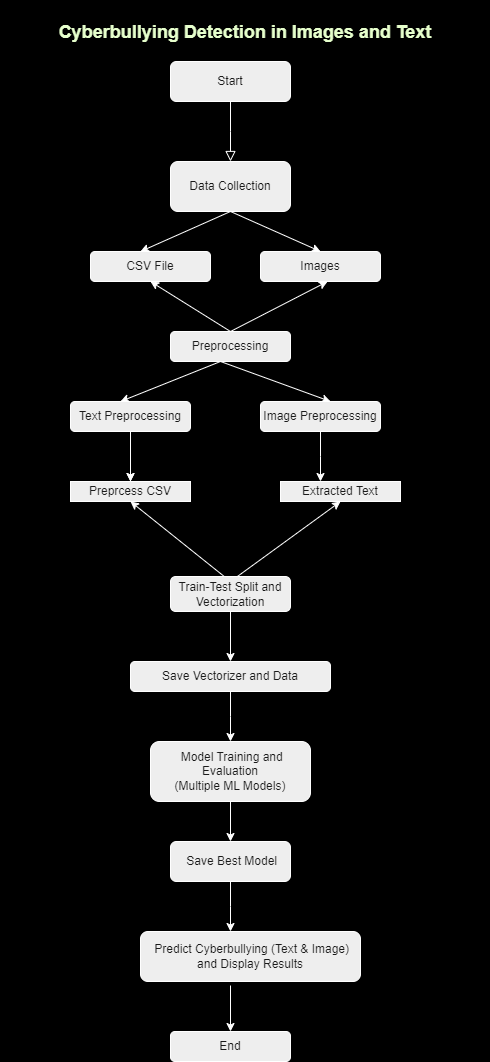 Cyberbullying Detection in Images and Text
Start
Data Collection
CSV File
Images
Preprocessing
Text Preprocessing
Image Preprocessing
Preprcess CSV
Extracted Text
Train-Test Split and
Vectorization
Save Vectorizer and Data
Model Training and
Evaluation
(Multiple ML Models)
Save Best Model
Predict Cyberbullying (Text & Image)
and Display Results
End